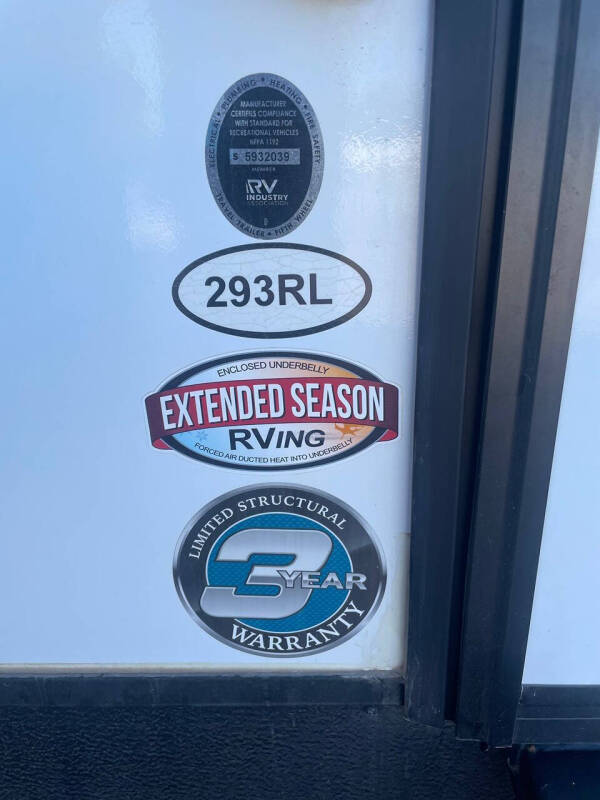 ELECTRICAL • PLUMBING • HEATING • FIRE SAFETY
MANUFACTURER
CERTIFIES COMPLIANCE
WITH STANDARD FOR
RECREATIONAL VEHICLES
NFPA 1192
S 5932039
MEMBER
RV
INDUSTRY
ASSOCIATION
TRAVEL TRAILER • FIFTH WHEEL
293RL
ENCLOSED UNDERBELLY
EXTENDED SEASON
RVING
FORCED AIR DUCTED HEAT INTO UNDERBELLY
LIMITED STRUCTURAL
3
YEAR
WARRANTY